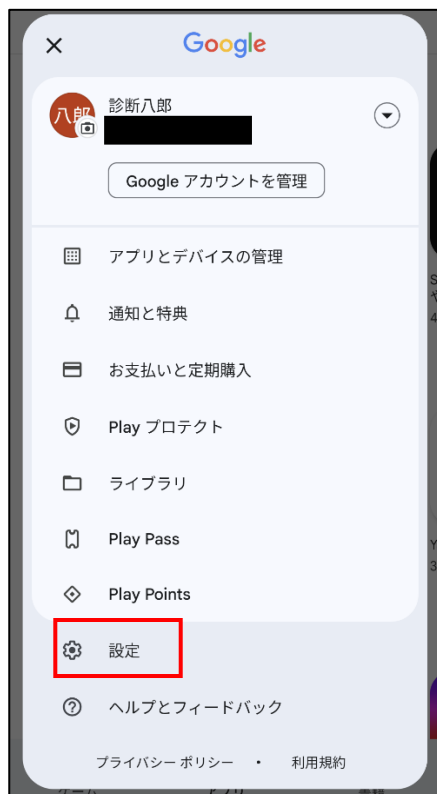 Google
八郎
診断八郎
Google アカウントを管理
アプリとデバイスの管理
通知と特典
お支払いと定期購入
Play プロテクト
ライブラリ
Play Pass
Play Points
設定
ヘルプとフィードバック
プライバシー ポリシー • 利用規約